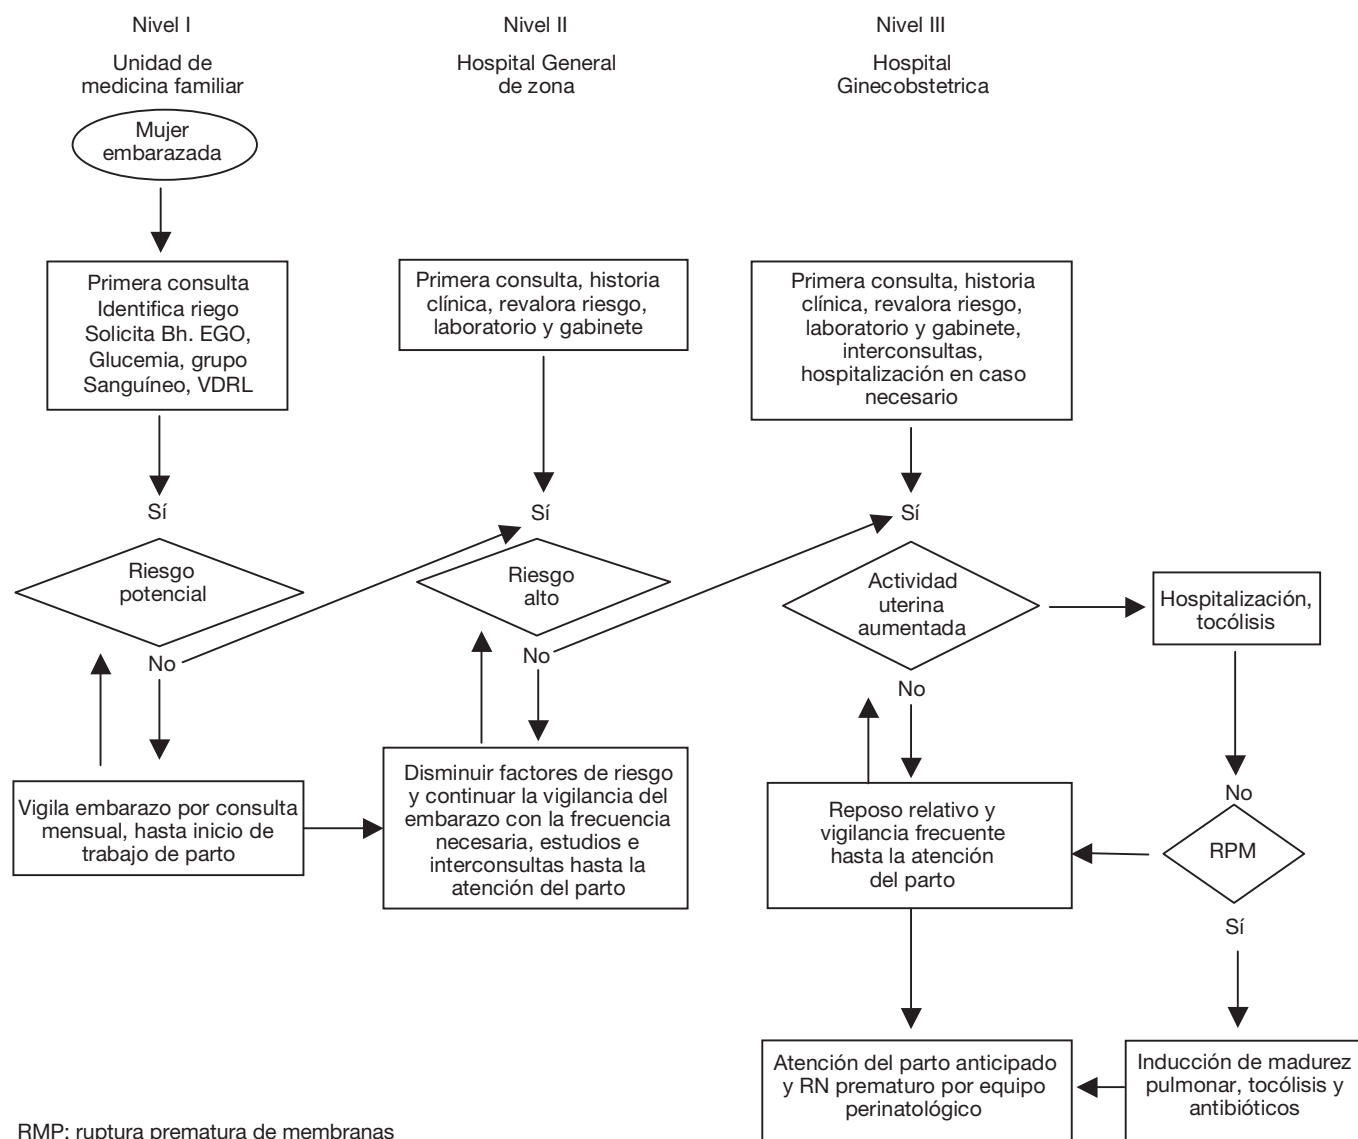 Nivel I
Unidad de
medicina familiar
Mujer
embarazada
Primera consulta
Identifica riego
Solicita Bh. EGO,
Glucemia, grupo
Sanguíneo, VDRL
Sí
Riesgo
potencial
No
Vigila embarazo por consulta
mensual, hasta inicio de
trabajo de parto
Nivel II
Hospital General
de zona
Primera consulta, historia
clínica, revalora riesgo,
laboratorio y gabinete
Sí
Riesgo
alto
No
Disminuir factores de riesgo
y continuar la vigilancia del
embarazo con la frecuencia
necesaria, estudios e
interconsultas hasta la
atención del parto
Nivel III
Hospital
Ginecobstetrica
Primera consulta, historia
clínica, revalora riesgo,
laboratorio y gabinete,
interconsultas,
hospitalización en caso
necesario
Sí
Actividad
uterina
aumentada
No
Reposo relativo y
vigilancia frecuente
hasta la atención
del parto
Atención del parto anticipado
y RN prematuro por equipo
perinatológico
Hospitalización,
tocólisis
No
RPM
Sí
Inducción de madurez
pulmonar, tocólisis y
antibióticos
RMP: ruptura prematura de membranas